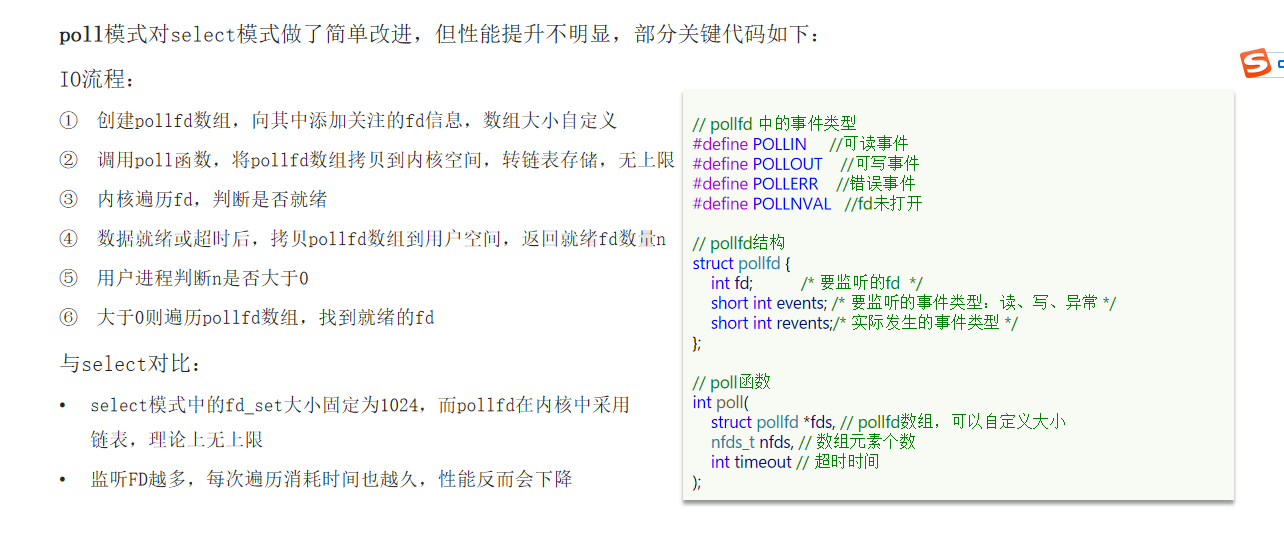 poll模式对select模式做了简单改进，但性能提升不明显，部分关键代码如下：
IO流程：
① 创建pollfd数组，向其中添加关注的fd信息，数组大小自定义
② 调用poll函数，将pollfd数组拷贝到内核空间，转链表存储，无上限
③ 内核遍历fd，判断是否就绪
④ 数据就绪或超时后，拷贝pollfd数组到用户空间，返回就绪fd数量n
⑤ 用户进程判断n是否大于0
⑥ 大于0则遍历pollfd数组，找到就绪的fd
与select对比：
• select模式中的fd_set大小固定为1024，而pollfd在内核中采用
链表，理论上无上限
• 监听FD越多，每次遍历消耗时间也越久，性能反而会下降
// pollfd 中的事件类型
#define POLLIN //可读事件
#define POLLOUT //可写事件
#define POLLERR //错误事件
#define POLLNVAL //fd未打开
// pollfd结构
struct pollfd {
int fd; /* 要监听的fd */
short int events; /* 要监听的事件类型：读、写、异常 */
short int revents;/* 实际发生的事件类型 */
};
// poll函数
int poll(
struct pollfd *fds, // pollfd数组，可以自定义大小
nfds_t nfds, // 数组元素个数
int timeout // 超时时间
);
S